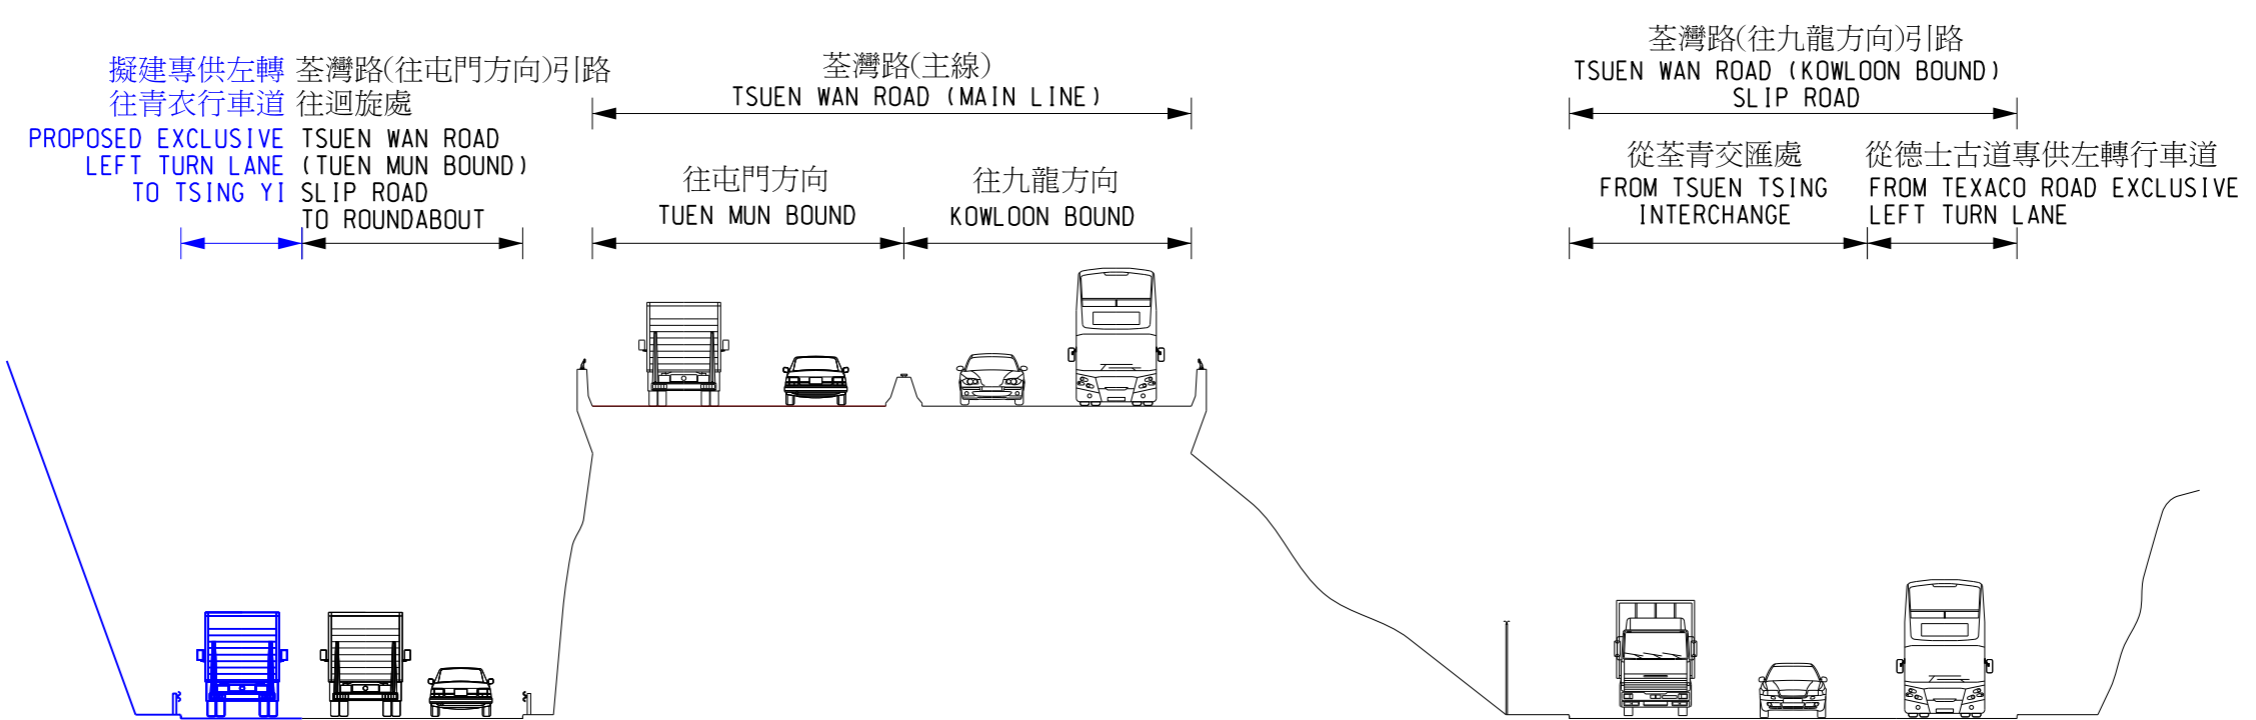 擬建專供左轉
往青衣行車道
PROPOSED EXCLUSIVE
LEFT TURN LANE
TO TSING YI
荃灣路(往屯門方向)引路
往迴旋處
TSUEN WAN ROAD
(TUEN MUN BOUND)
SLIP ROAD
TO ROUNDABOUT
荃灣路(主線)
TSUEN WAN ROAD (MAIN LINE)
往屯門方向
TUEN MUN BOUND
往九龍方向
KOWLOON BOUND
荃灣路(往九龍方向)引路
TSUEN WAN ROAD (KOWLOON BOUND)
SLIP ROAD
從荃青交匯處
FROM TSUEN TSING
INTERCHANGE
從德士古道專供左轉行車道
FROM TEXACO ROAD EXCLUSIVE
LEFT TURN LANE